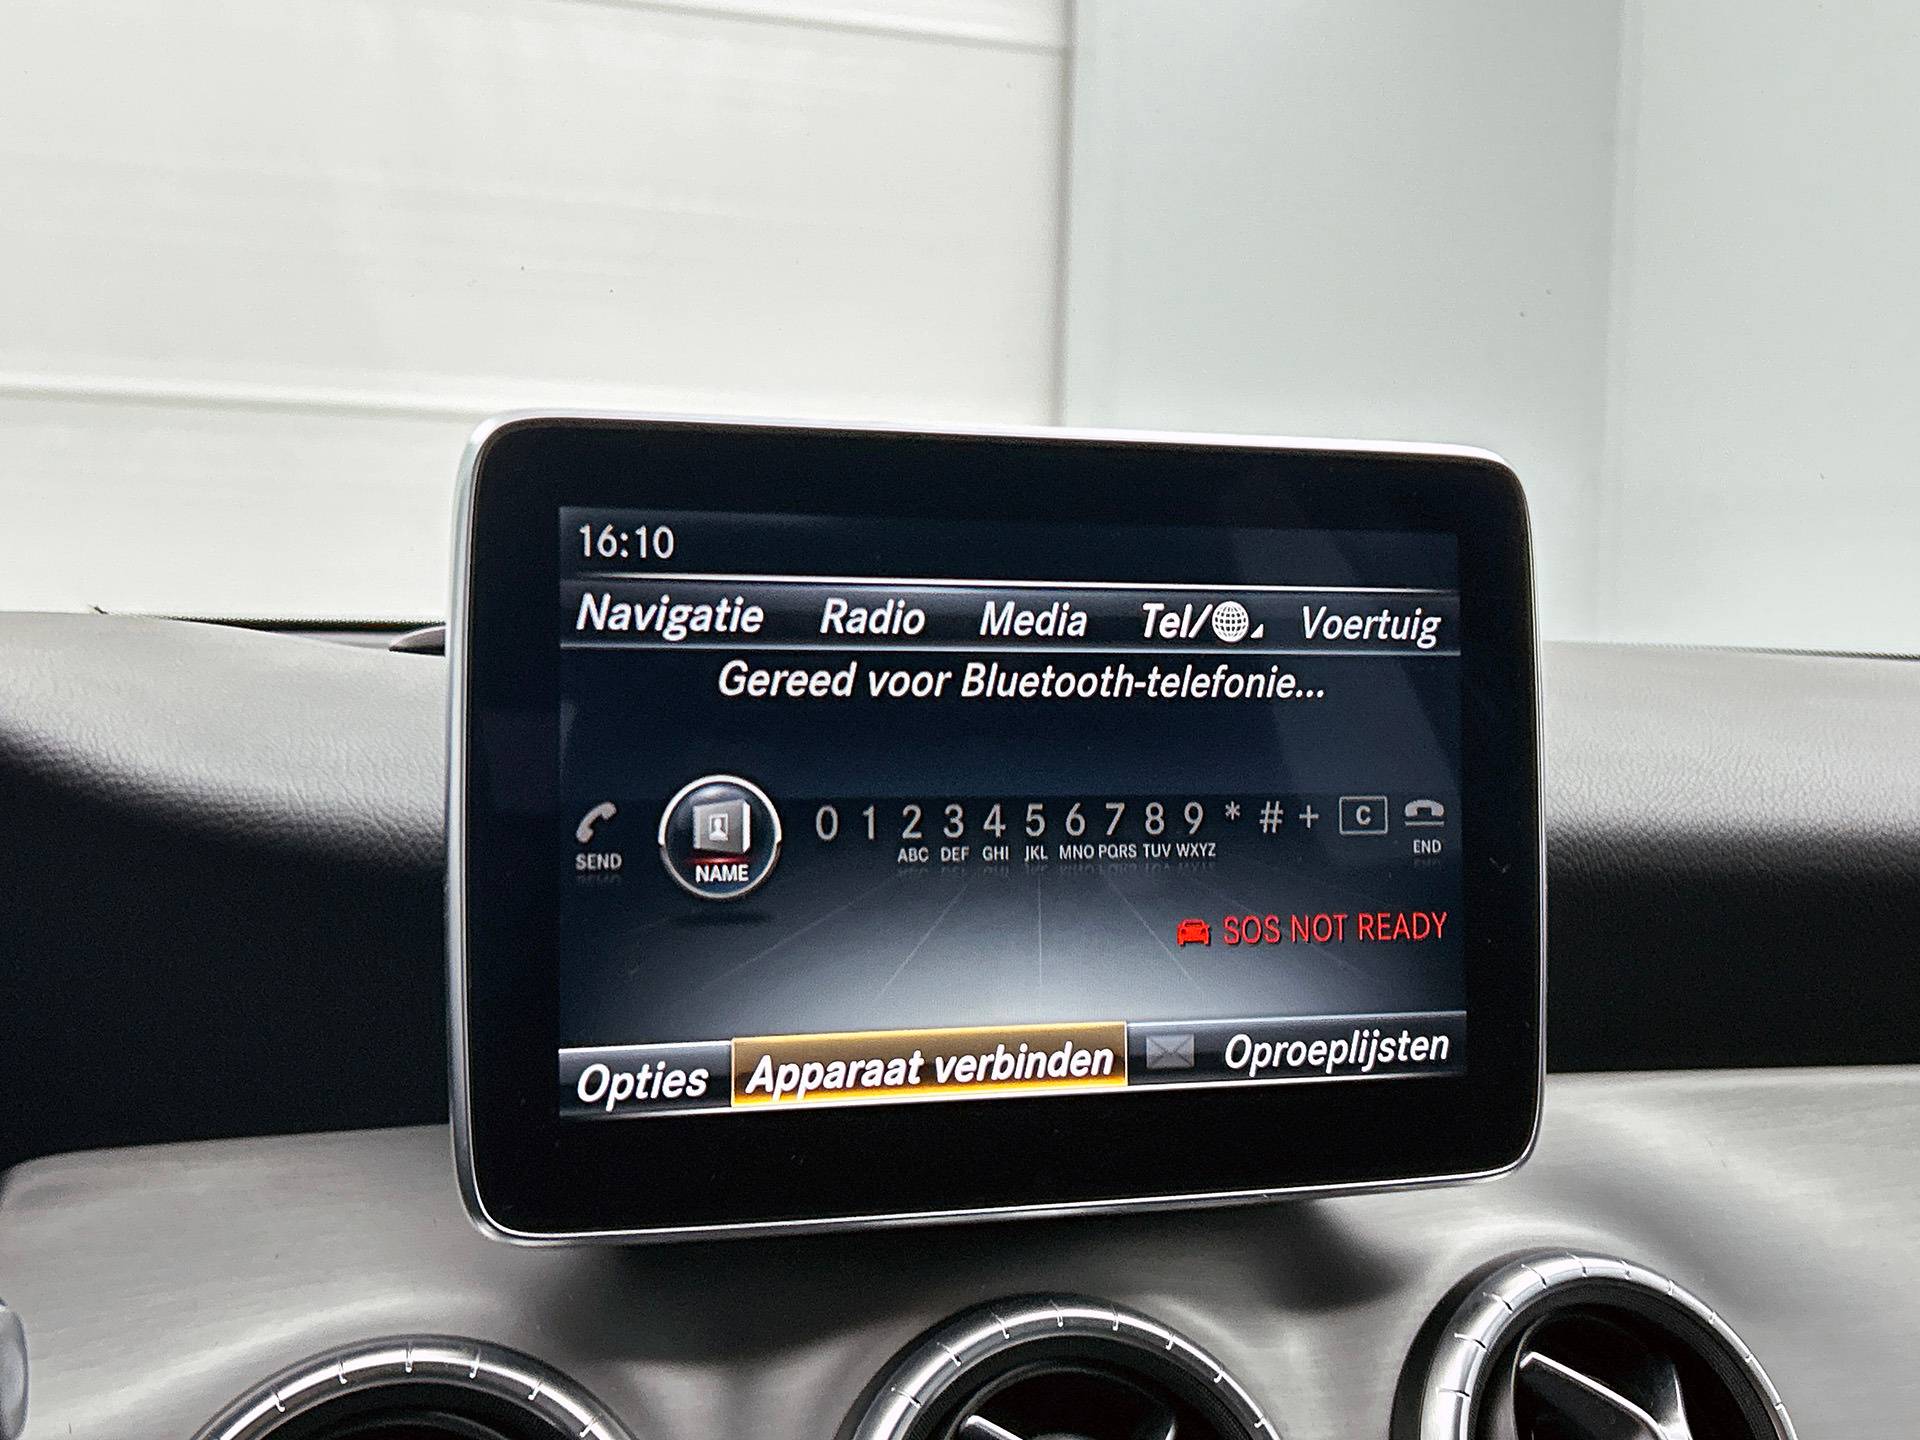 16:10
Navigatie Radio Media Tel/ Voertuig
Gereed voor Bluetooth-telefonie...
0 1 2 3 4 5 6 7 8 9 * # + C
SEND NAME ABC DEF GHI JKL MNO PQRS TUV WXYZ END
SOS NOT READY
Opties Apparaat verbinden Oproeplijsten